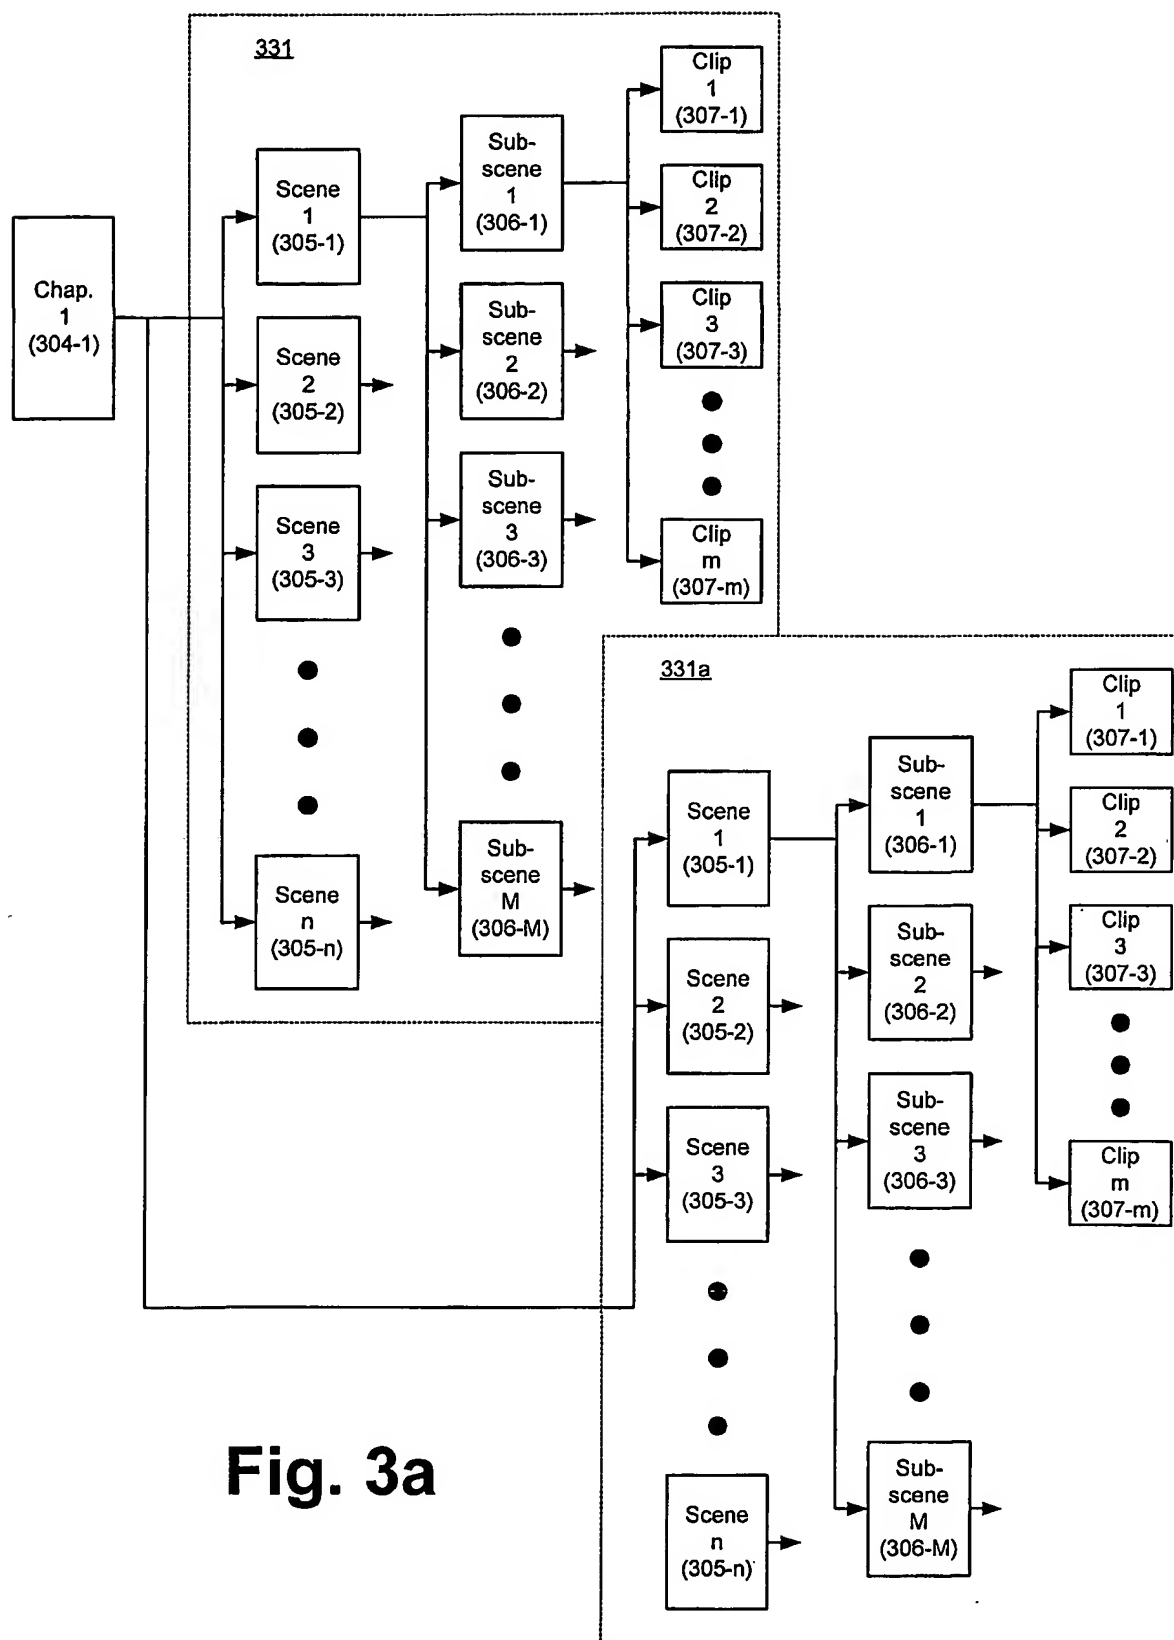 331
Chap.
1
(304-1)
Scene
1
(305-1)
Scene
2
(305-2)
Scene
3
(305-3)
Scene
n
(305-n)
Sub-
scene
1
(306-1)
Sub-
scene
2
(306-2)
Sub-
scene
3
(306-3)
Sub-
scene
M
(306-M)
Clip
1
(307-1)
Clip
2
(307-2)
Clip
3
(307-3)
Clip
m
(307-m)
331a
Scene
1
(305-1)
Scene
2
(305-2)
Scene
3
(305-3)
Scene
n
(305-n)
Sub-
scene
1
(306-1)
Sub-
scene
2
(306-2)
Sub-
scene
3
(306-3)
Sub-
scene
M
(306-M)
Clip
1
(307-1)
Clip
2
(307-2)
Clip
3
(307-3)
Clip
m
(307-m)
Fig. 3a